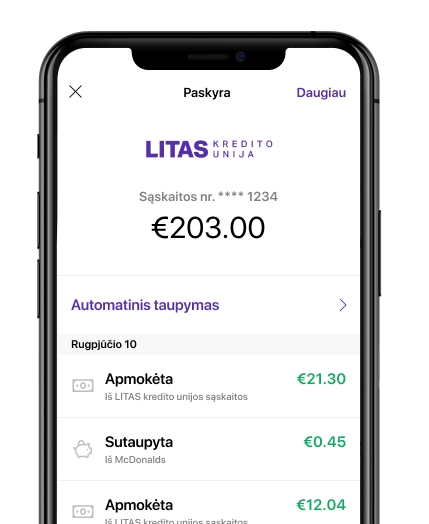 Paskyra
Daugiau
LITAS KREDITO
UNIJA
Sąskaitos nr. **** 1234
€203.00
Automatinis taupymas
Rugpjūčio 10
Apmokėta
€21.30
Iš LITAS kredito unijos sąskaitos
Sutaupyta
€0.45
Iš McDonalds
Apmokėta
€12.04
Iš LITAS kredito unijos sąskaitos